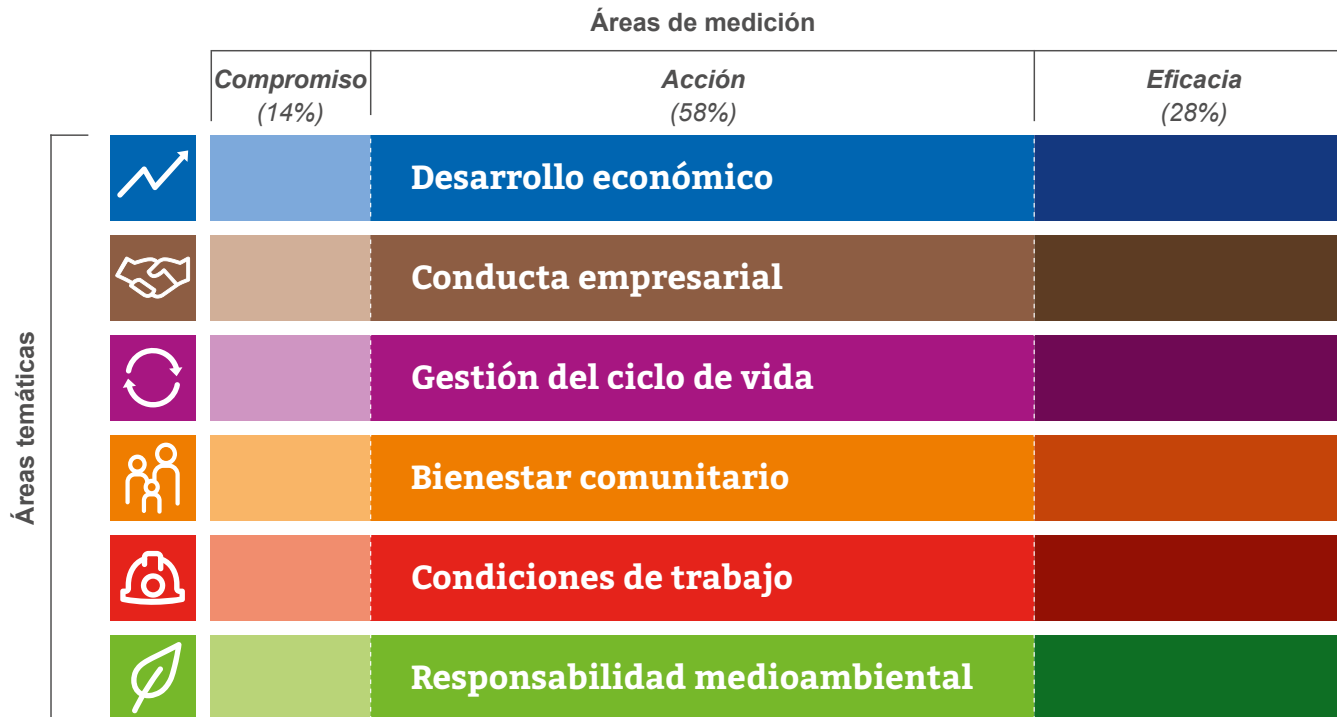 Áreas de medición
Compromiso
(14%)
Acción
(58%)
Eficacia
(28%)
Áreas temáticas
Desarrollo económico
Conducta empresarial
Gestión del ciclo de vida
Bienestar comunitario
Condiciones de trabajo
Responsabilidad medioambiental